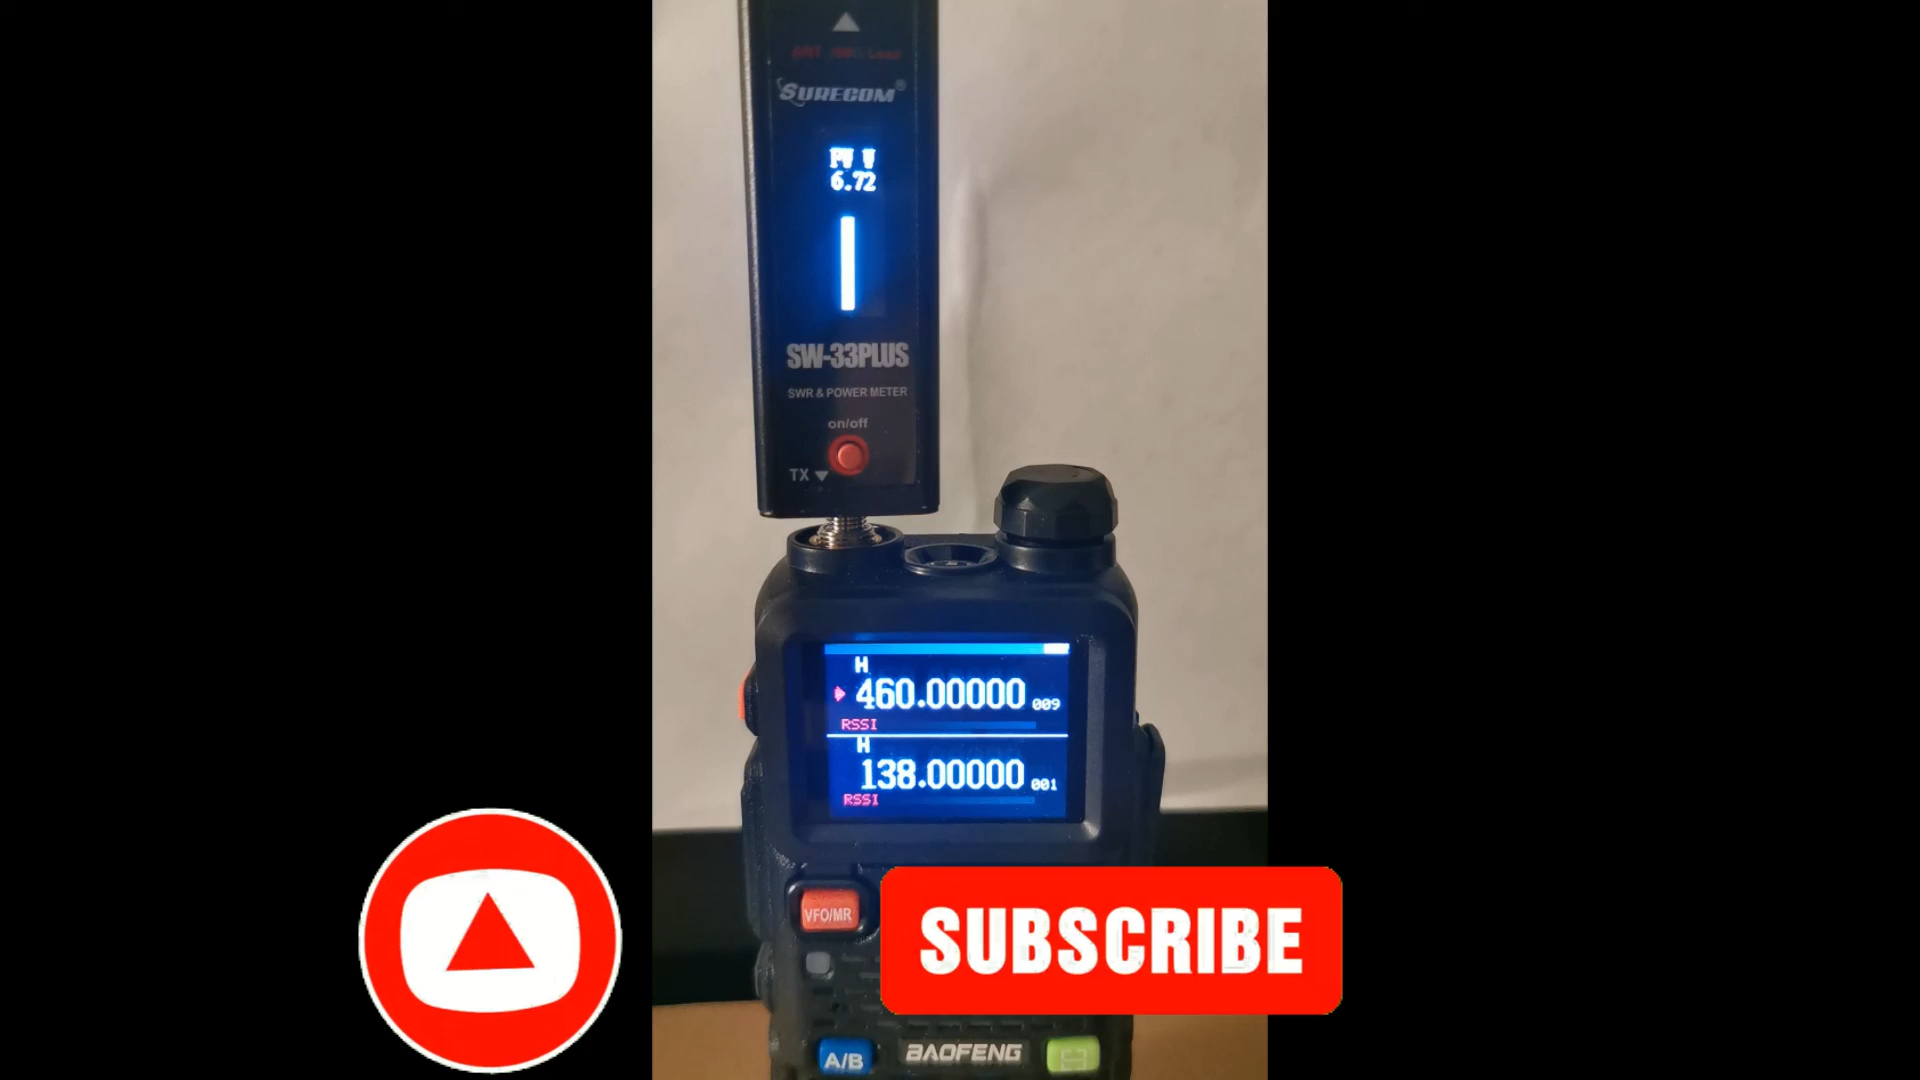 SURECOM®
PW W
6.72
SW-33PLUS
SWR & POWER METER
on/off
TX
H
460.00000 009
RSSI
H
138.00000 001
RSSI
VFO/MR
SUBSCRIBE
A/B
BAOFENG